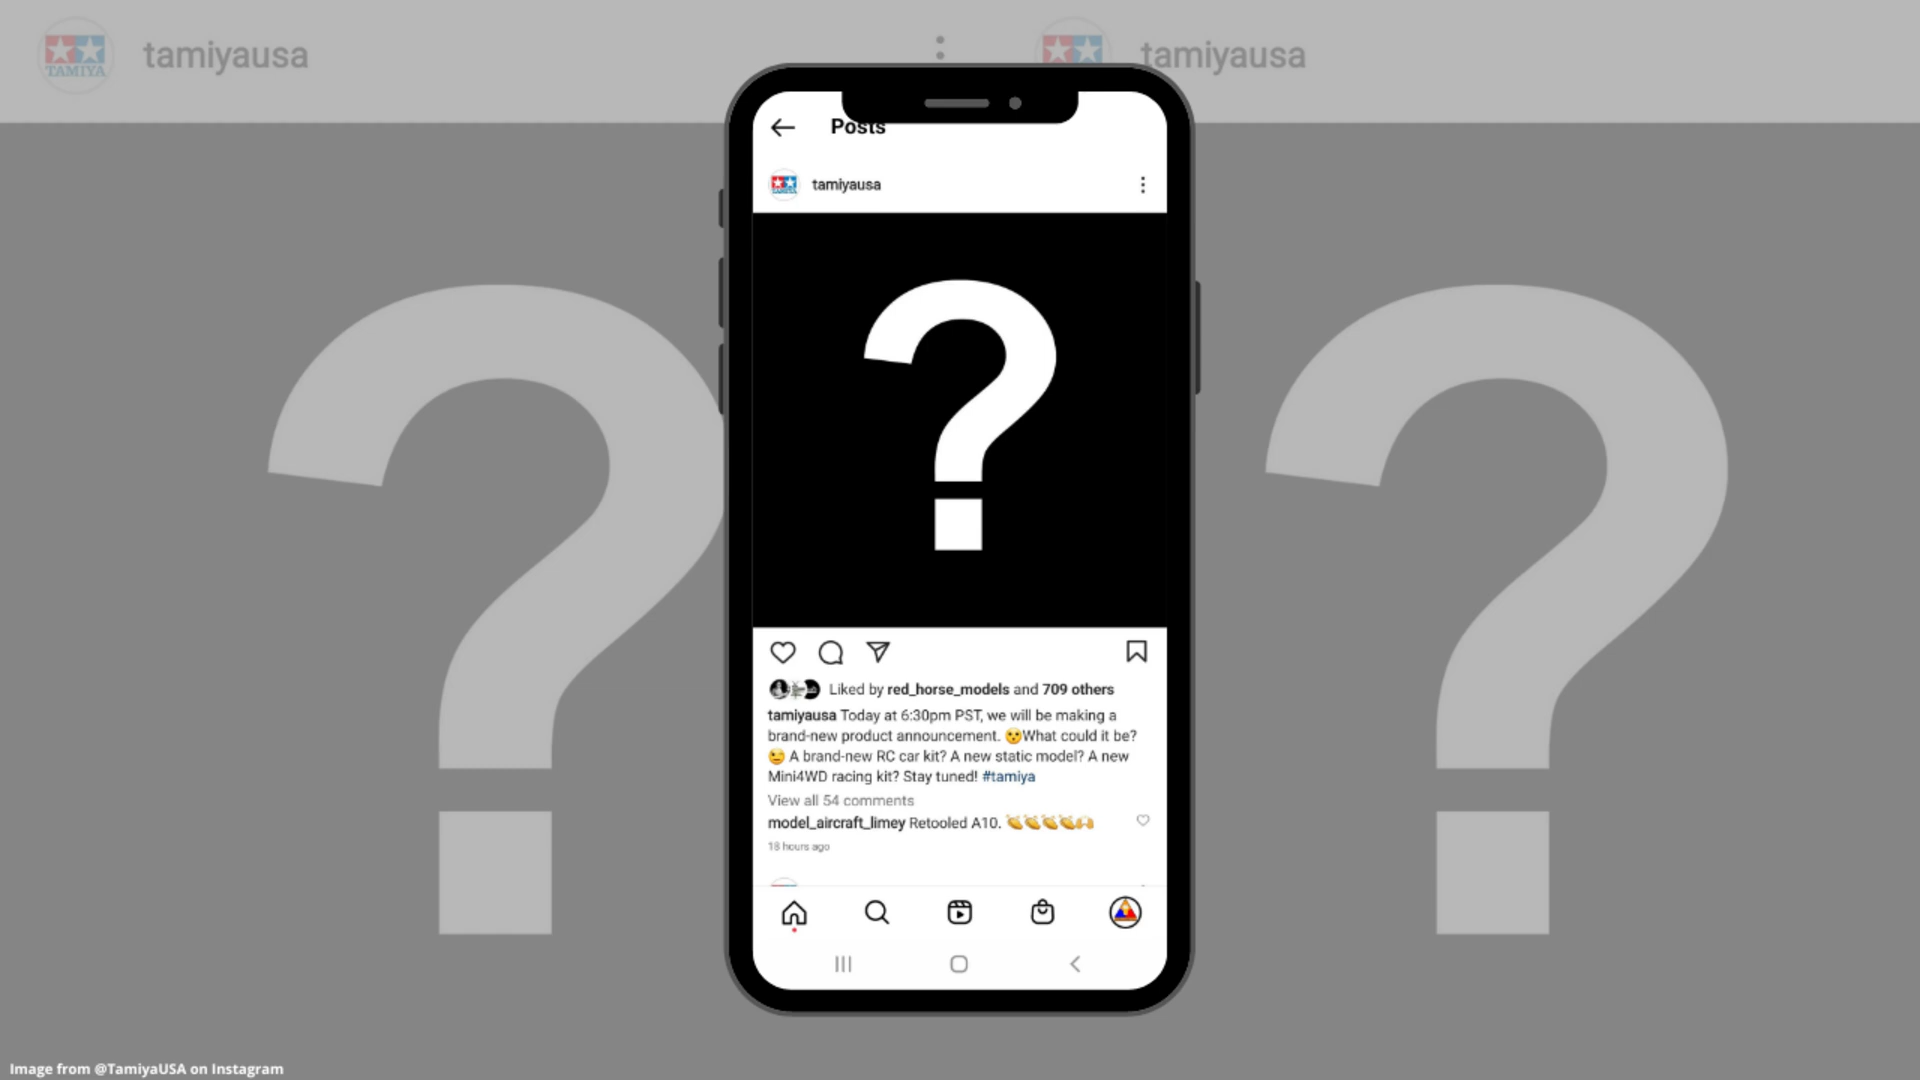 tamiyausa
tamiyausa
TAMIYA
Posts
tamiyausa
?
Liked by red_horse_models and 709 others
tamiyausa Today at 6:30pm PST, we will be making a
brand-new product announcement. 😯What could it be?
😉 A brand-new RC car kit? A new static model? A new
Mini4WD racing kit? Stay tuned! #tamiya
View all 54 comments
model_aircraft_limey Retooled A10. 👏👏👏👏🙌
18 hours ago
? ?
Image from @TamiyaUSA on Instagram